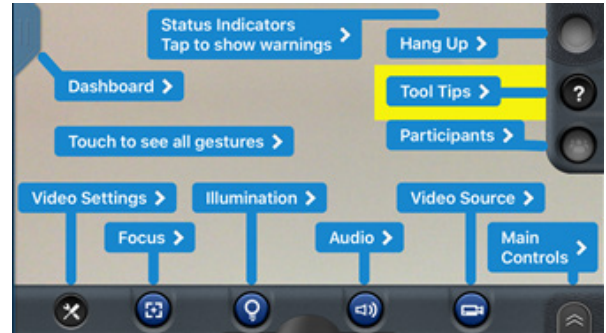 Status Indicators
Tap to show warnings >
Hang Up >
Dashboard >
Tool Tips >
?
Touch to see all gestures >
Participants >
Video Settings >
Illumination >
Video Source >
Focus >
Audio >
Main
Controls >